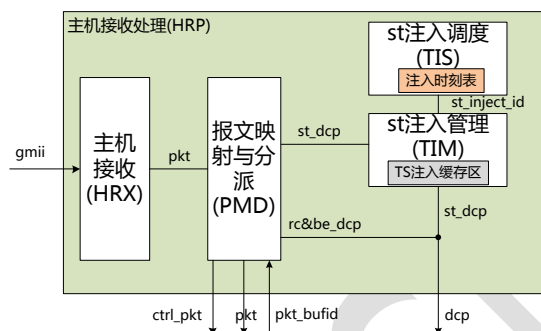 主机接收处理(HRP)
st注入调度
(TIS)
注入时刻表
st_inject_id
主机
接收
(HRX)
报文映
射与分
派
(PMD)
st注入管理
(TIM)
TS注入缓存区
gmii
pkt
st_dcp
st_dcp
rc&be_dcp
ctrl_pkt
pkt
pkt_bufid
dcp